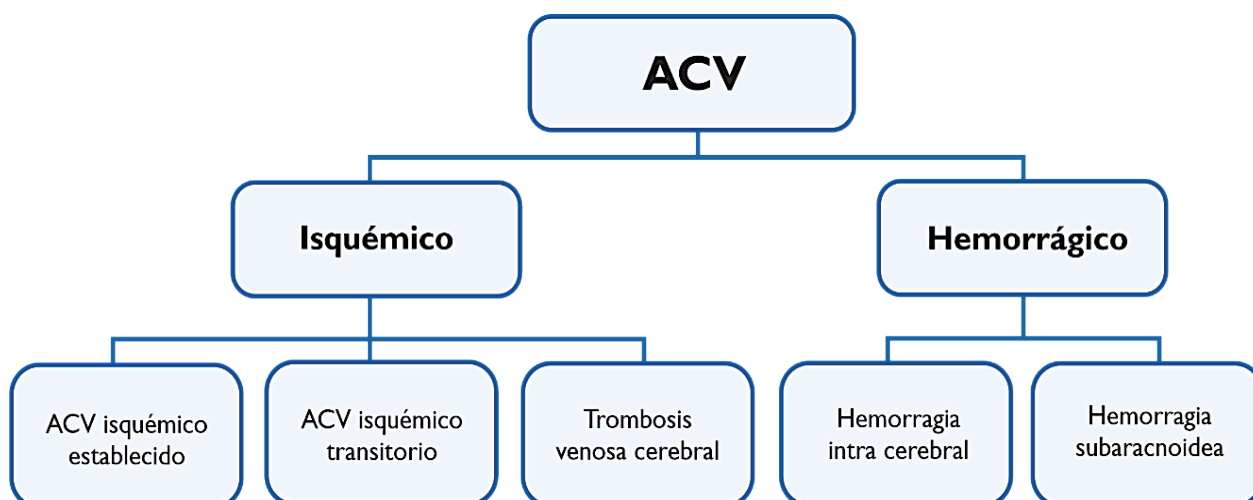 ACV
Isquémico
Hemorrágico
ACV isquémico
establecido
ACV isquémico
transitorio
Trombosis
venosa cerebral
Hemorragia
intra cerebral
Hemorragia
subaracnoidea